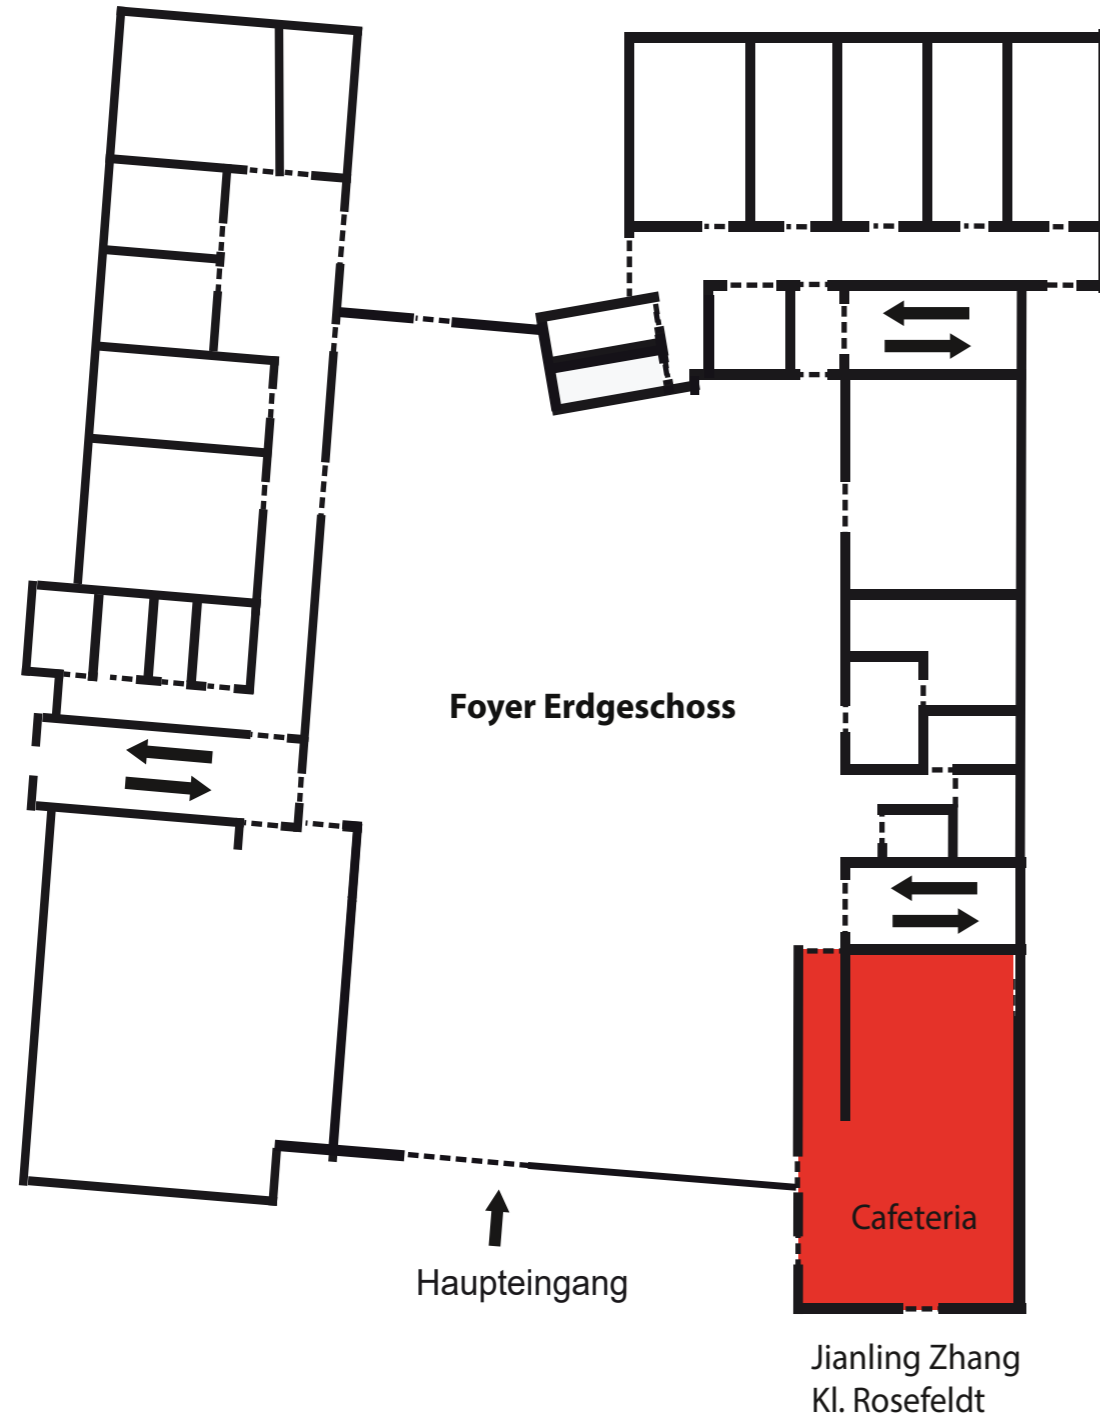 Foyer Erdgeschoss
Cafeteria
Haupteingang
Jianling Zhang
Kl. Rosefeldt